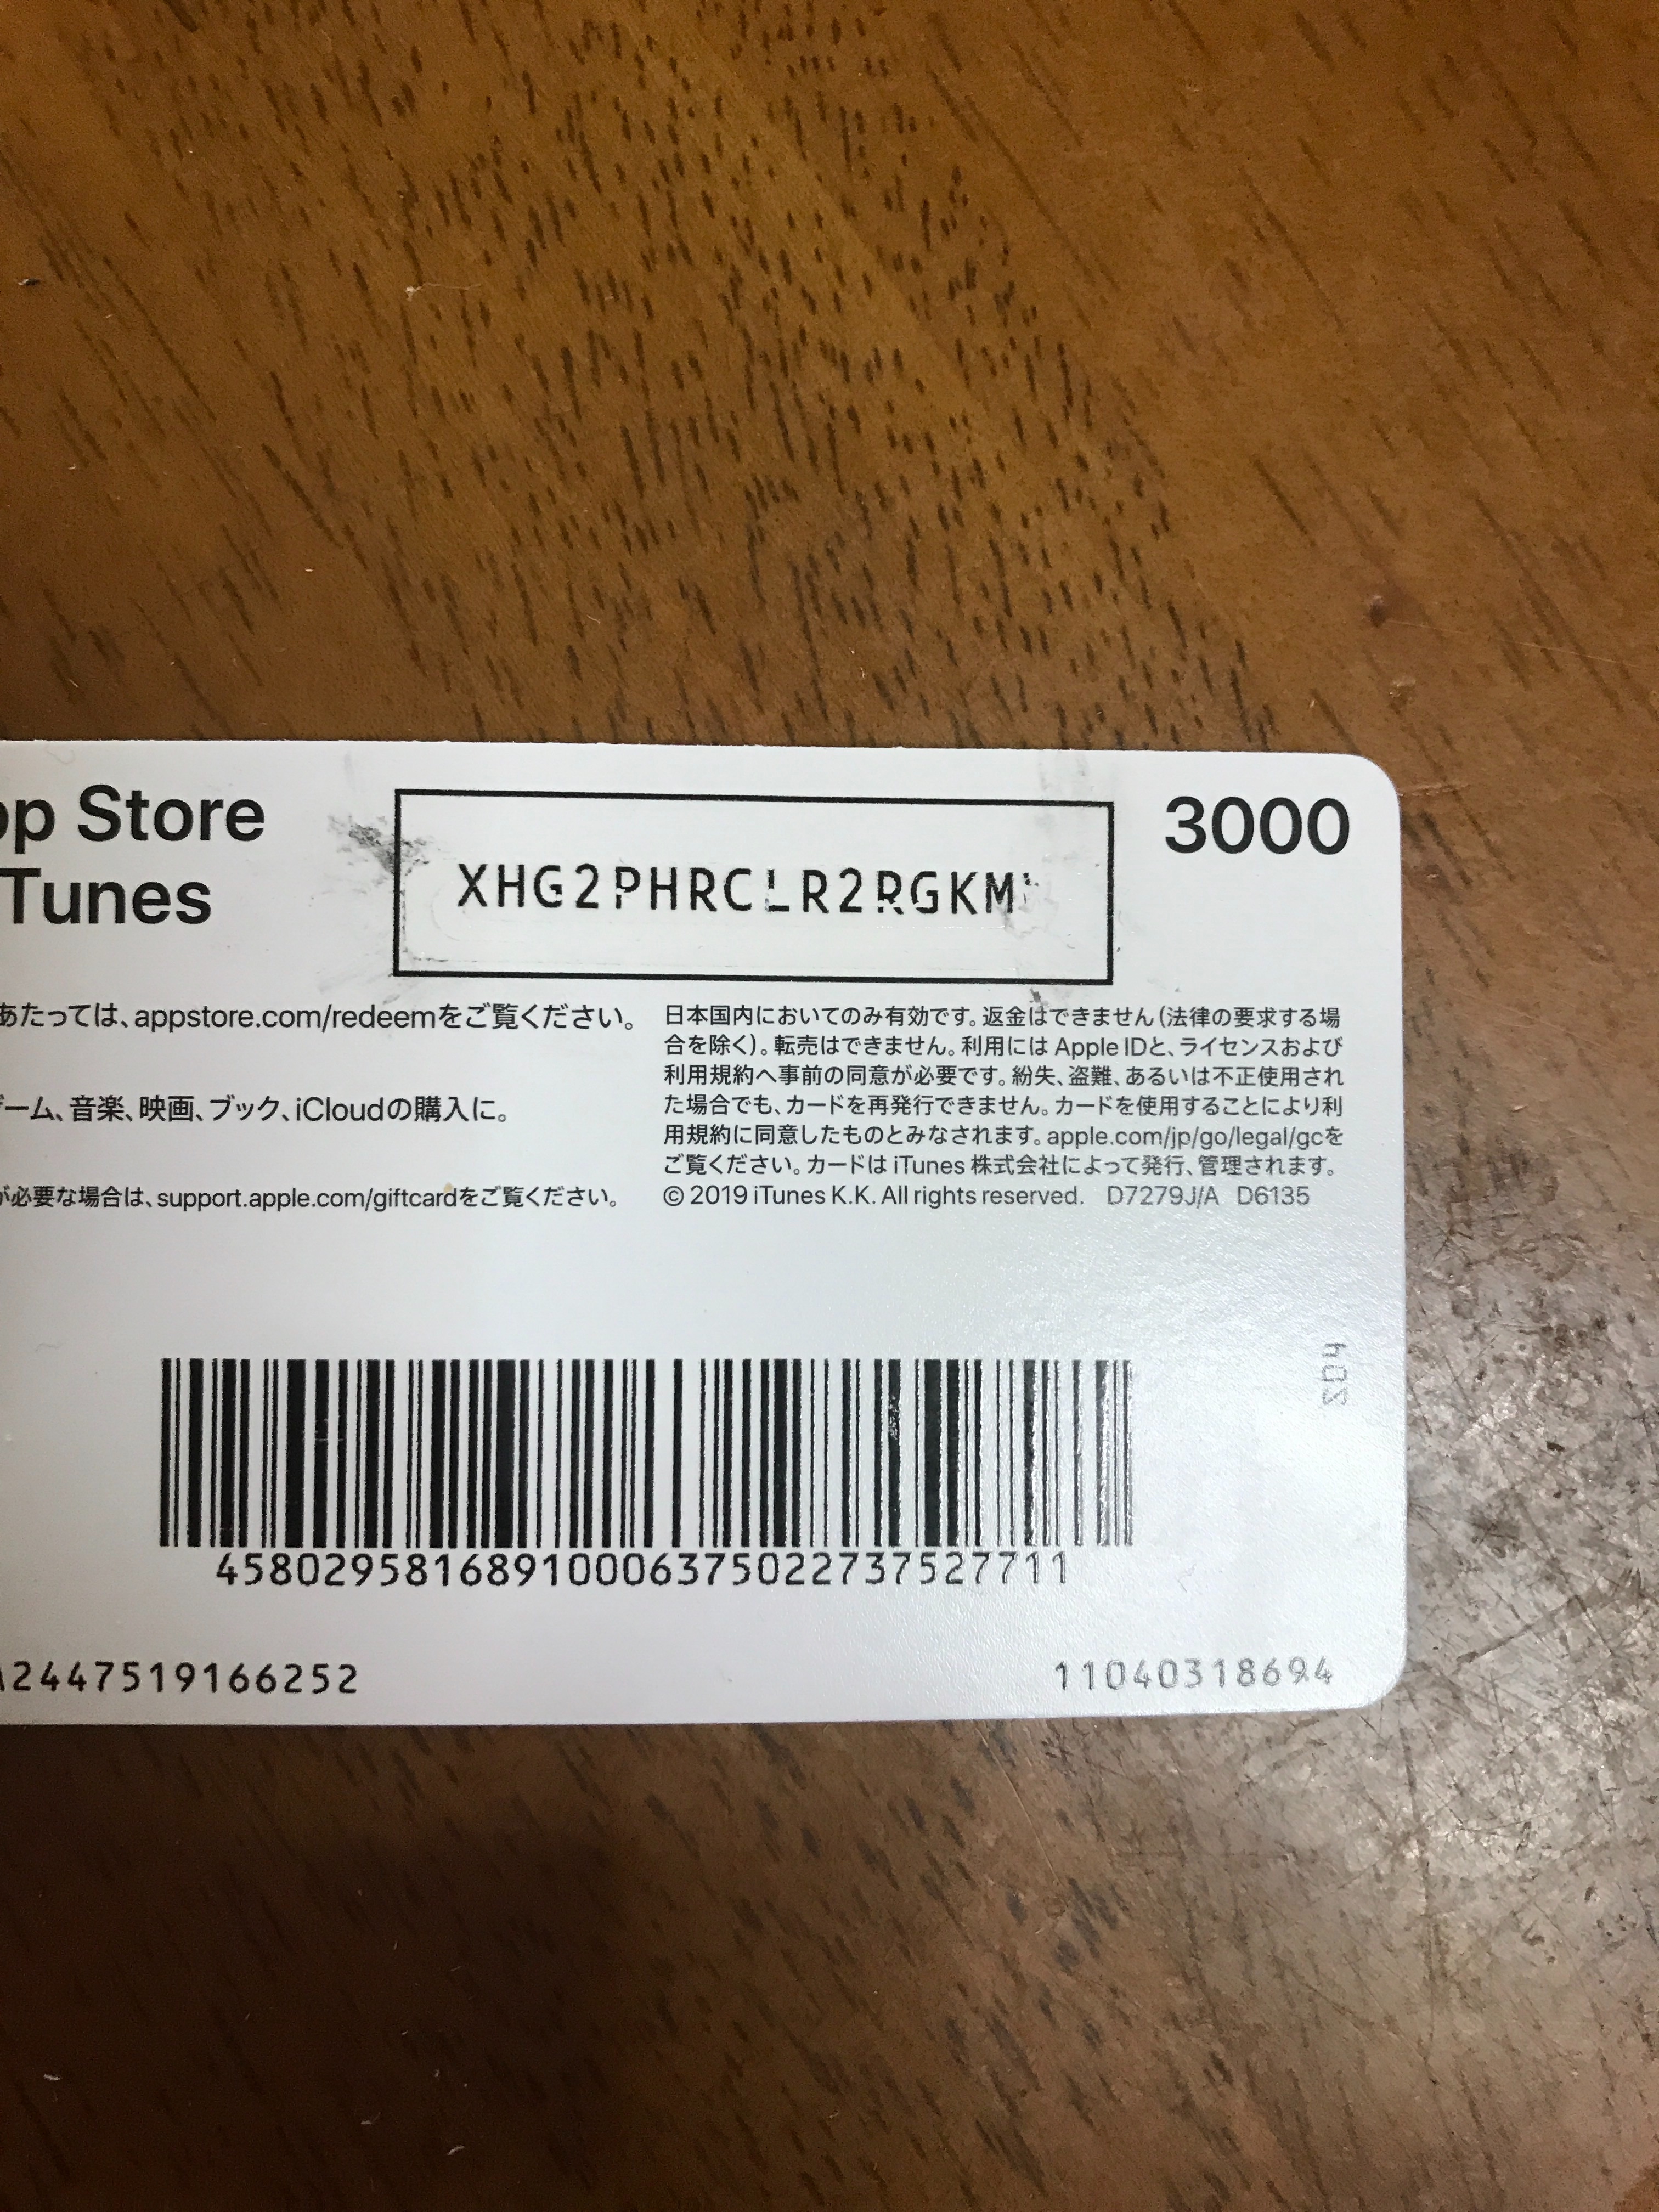 pp Store
Tunes
3000
あたっては、appstore.com/redeemをご覧ください。
ゲーム、音楽、映画、ブック、iCloudの購入に。
が必要な場合は、support.apple.com/giftcardをご覧ください。
日本国内においてのみ有効です。返金はできません(法律の要求する場
合を除く)。転売はできません。利用には Apple IDと、ライセンスおよび
利用規約へ事前の同意が必要です。紛失、盗難、あるいは不正使用され
た場合でも、カードを再発行できません。カードを使用することにより利
用規約に同意したものとみなされます。apple.com/jp/go/legal/gcを
ご覧ください。カードは iTunes 株式会社によって発行、管理されます。
© 2019 iTunes K.K. All rights reserved. D7279J/A D6135
204
45802958168910006375022737527711
2447519166252
11040318694